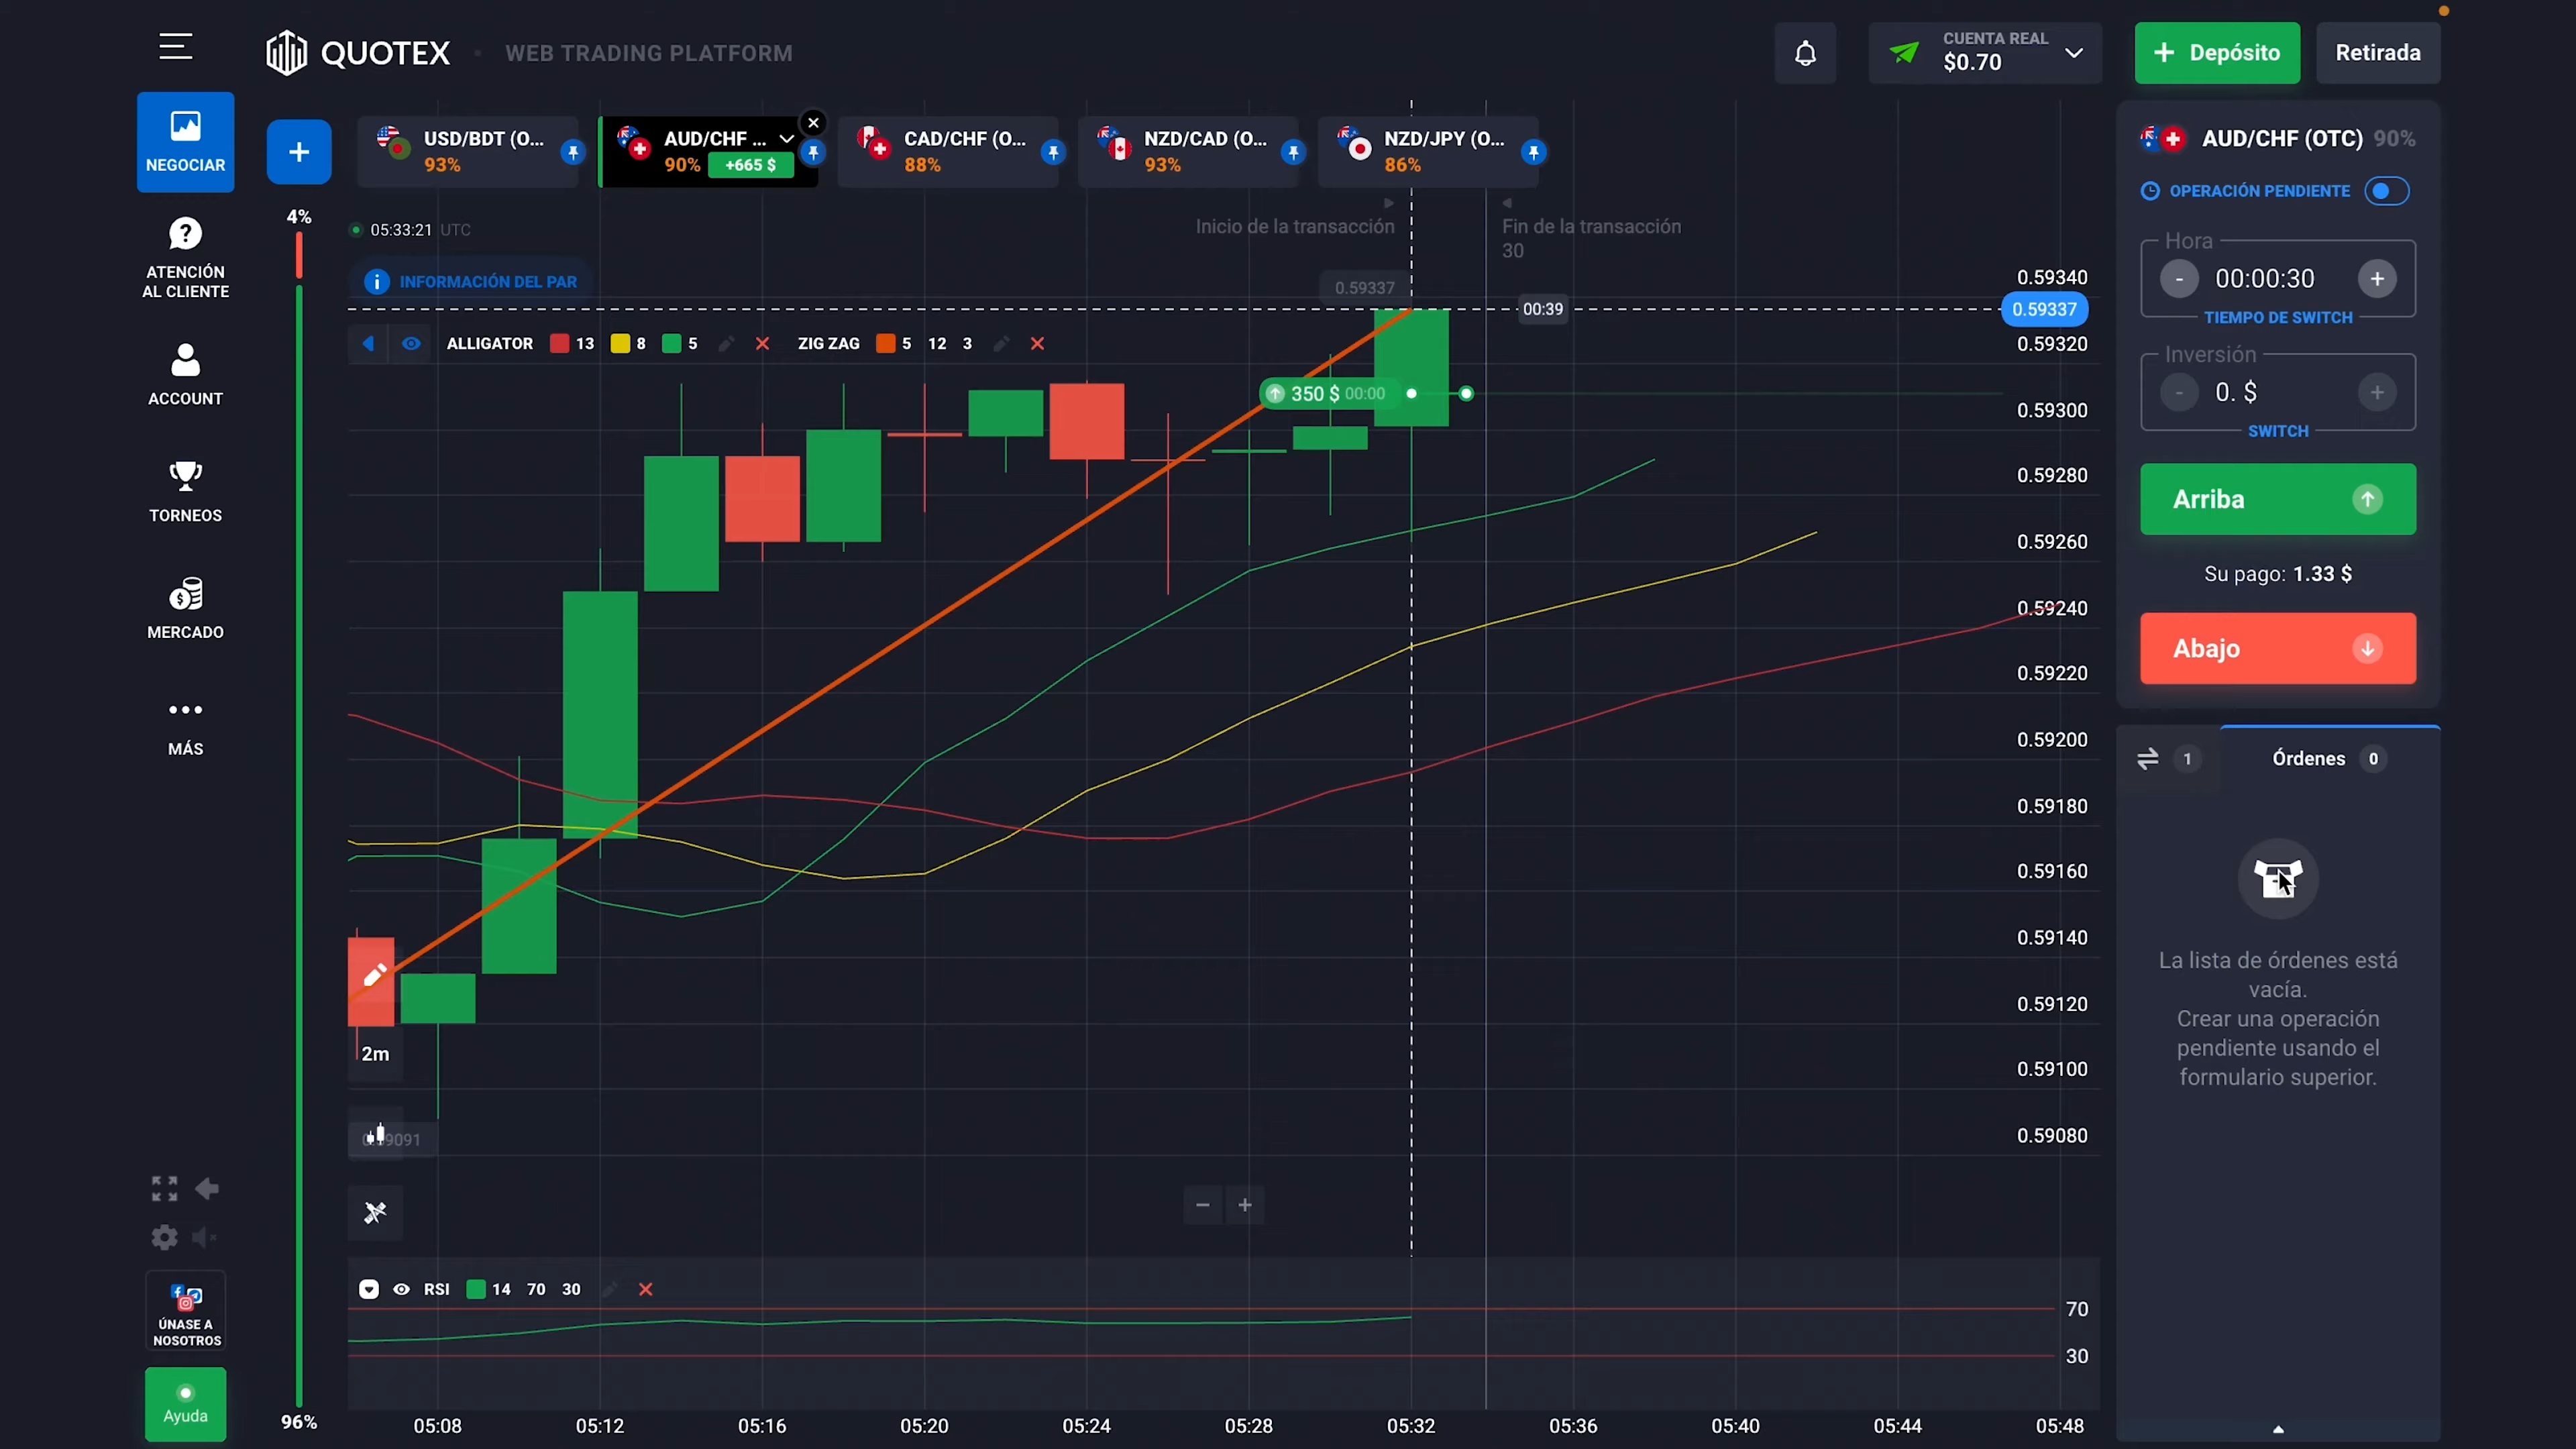 QUOTEX
WEB TRADING PLATFORM
CUENTA REAL
$0.70
Depósito
Retirada
NEGOCIAR
ATENCIÓN
AL CLIENTE
ACCOUNT
TORNEOS
MERCADO
MÁS
ÚNASE A
NOSOTROS
Ayuda
4%
96%
USD/BDT (O...
93%
AUD/CHF ...
90% +665 $
CAD/CHF (O...
88%
NZD/CAD (O...
93%
NZD/JPY (O...
86%
05:33:21 UTC
Inicio de la transacción
Fin de la transacción
30
INFORMACIÓN DEL PAR
0.59337
00:39
0.59337
ALLIGATOR 13 8 5 ZIG ZAG 5 12 3
350 $ 00:00
0.59340
0.59320
0.59300
0.59280
0.59260
0.59240
0.59220
0.59200
0.59180
0.59160
0.59140
0.59120
0.59100
0.59080
2m
RSI 14 70 30
70
30
05:08 05:12 05:16 05:20 05:24 05:28 05:32 05:36 05:40 05:44 05:48
AUD/CHF (OTC) 90%
OPERACIÓN PENDIENTE
Hora
- 00:00:30 +
TIEMPO DE SWITCH
Inversión
- 0. $ +
SWITCH
Arriba
Su pago: 1.33 $
Abajo
1
Órdenes 0
La lista de órdenes está
vacía.
Crear una operación
pendiente usando el
formulario superior.